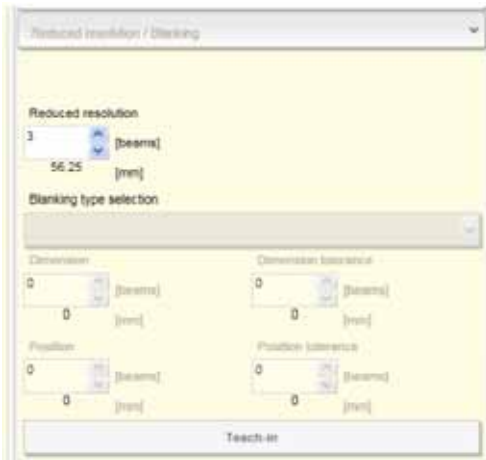 Reduced resolution / Blanking
Reduced resolution
3 [beams]
56.25 [mm]
Blanking type selection
Dimension Dimension tolerance
0 [beams] 0 [beams]
0 [mm] 0 [mm]
Position Position tolerance
0 [beams] 0 [beams]
0 [mm] 0 [mm]
Teach-in